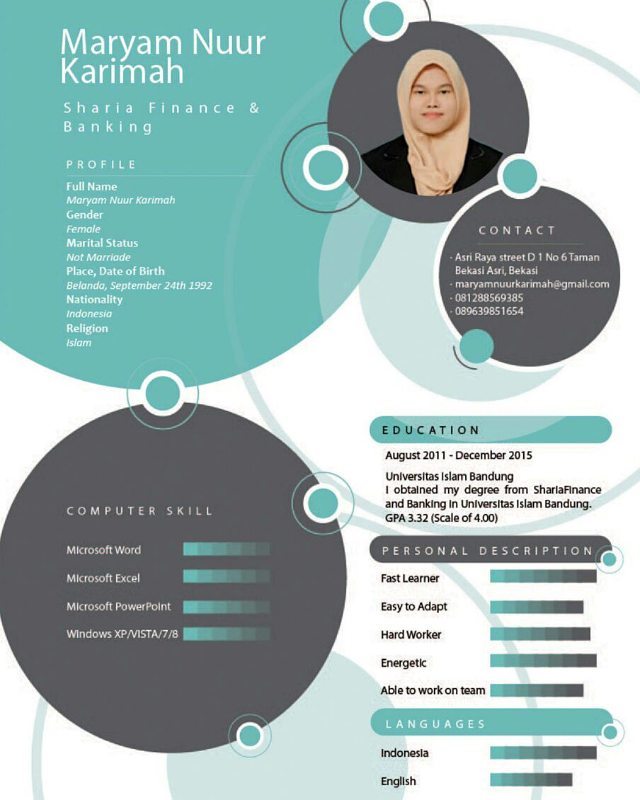 Maryam Nuur
Karimah
Sharia Finance &
Banking
PROFILE
Full Name
Maryam Nuur Karimah
Gender
Female
Marital Status
Not Marriade
Place, Date of Birth
Belanda, September 24th 1992
Nationality
Indonesia
Religion
Islam
CONTACT
· Asri Raya street D 1 No 6 Taman
Bekasi Asri, Bekasi
· maryamnuurkarimah@gmail.com
· 081288569385
· 089639851654
EDUCATION
August 2011 - December 2015
Universitas Islam Bandung
I obtained my degree from ShariaFinance
and Banking in Universitas Islam Bandung.
GPA 3.32 (Scale of 4.00)
COMPUTER SKILL
Microsoft Word
Microsoft Excel
Microsoft PowerPoint
Windows XP/VISTA/7/8
PERSONAL DESCRIPTION
Fast Learner
Easy to Adapt
Hard Worker
Energetic
Able to work on team
LANGUAGES
Indonesia
English